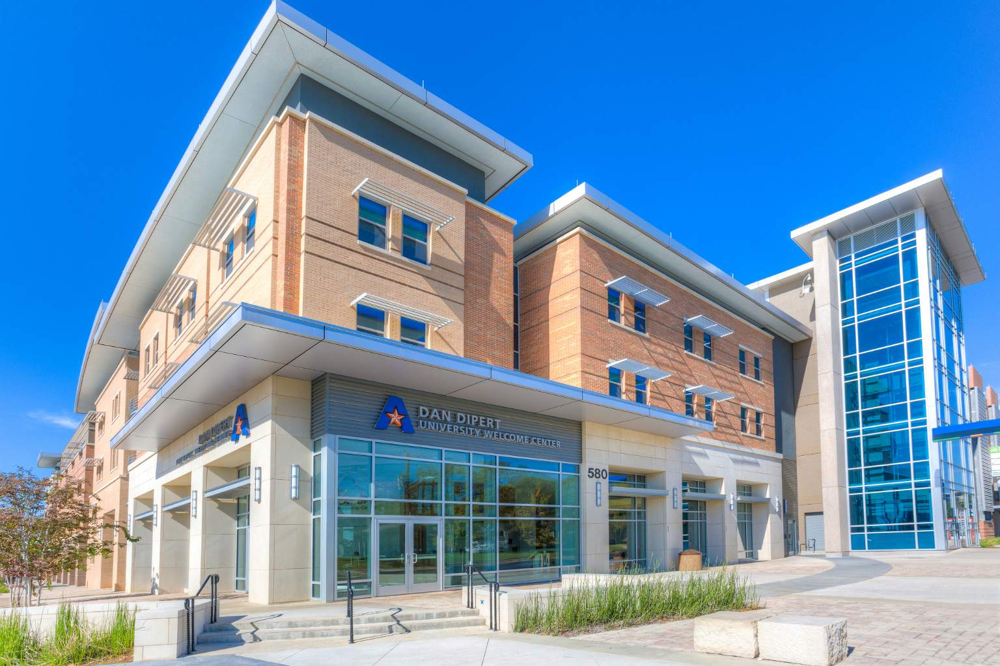 A DAN DIPERT
UNIVERSITY WELCOME CENTER
580
A